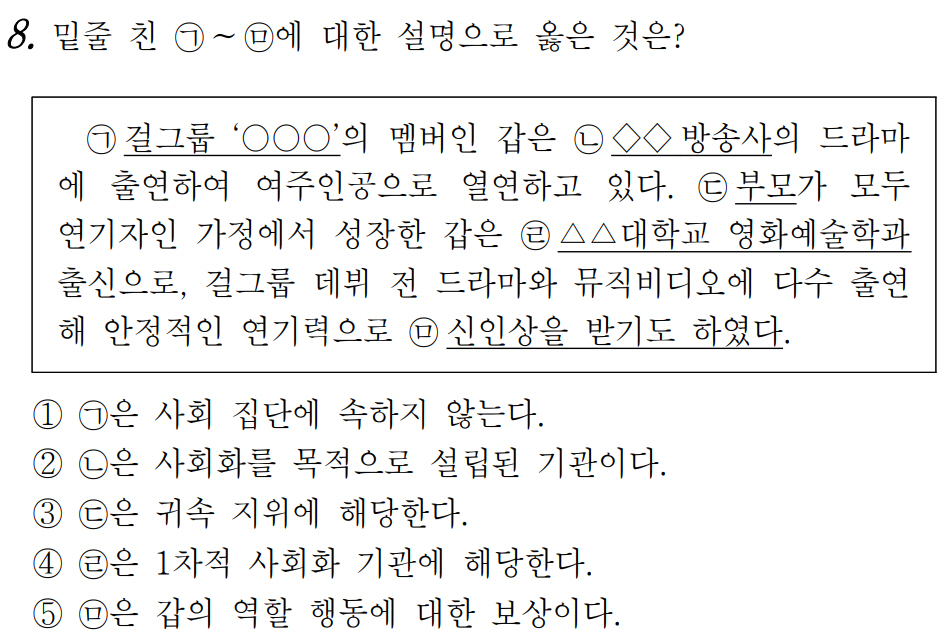 8. 밑줄 친 ㉠~㉤에 대한 설명으로 옳은 것은?
㉠걸그룹 ‘○○○’의 멤버인 갑은 ㉡◇◇ 방송사의 드라마
에 출연하여 여주인공으로 열연하고 있다. ㉢부모가 모두
연기자인 가정에서 성장한 갑은 ㉣△△대학교 영화예술학과
출신으로, 걸그룹 데뷔 전 드라마와 뮤직비디오에 다수 출연
해 안정적인 연기력으로 ㉤신인상을 받기도 하였다.
① ㉠은 사회 집단에 속하지 않는다.
② ㉡은 사회화를 목적으로 설립된 기관이다.
③ ㉢은 귀속 지위에 해당한다.
④ ㉣은 1차적 사회화 기관에 해당한다.
⑤ ㉤은 갑의 역할 행동에 대한 보상이다.